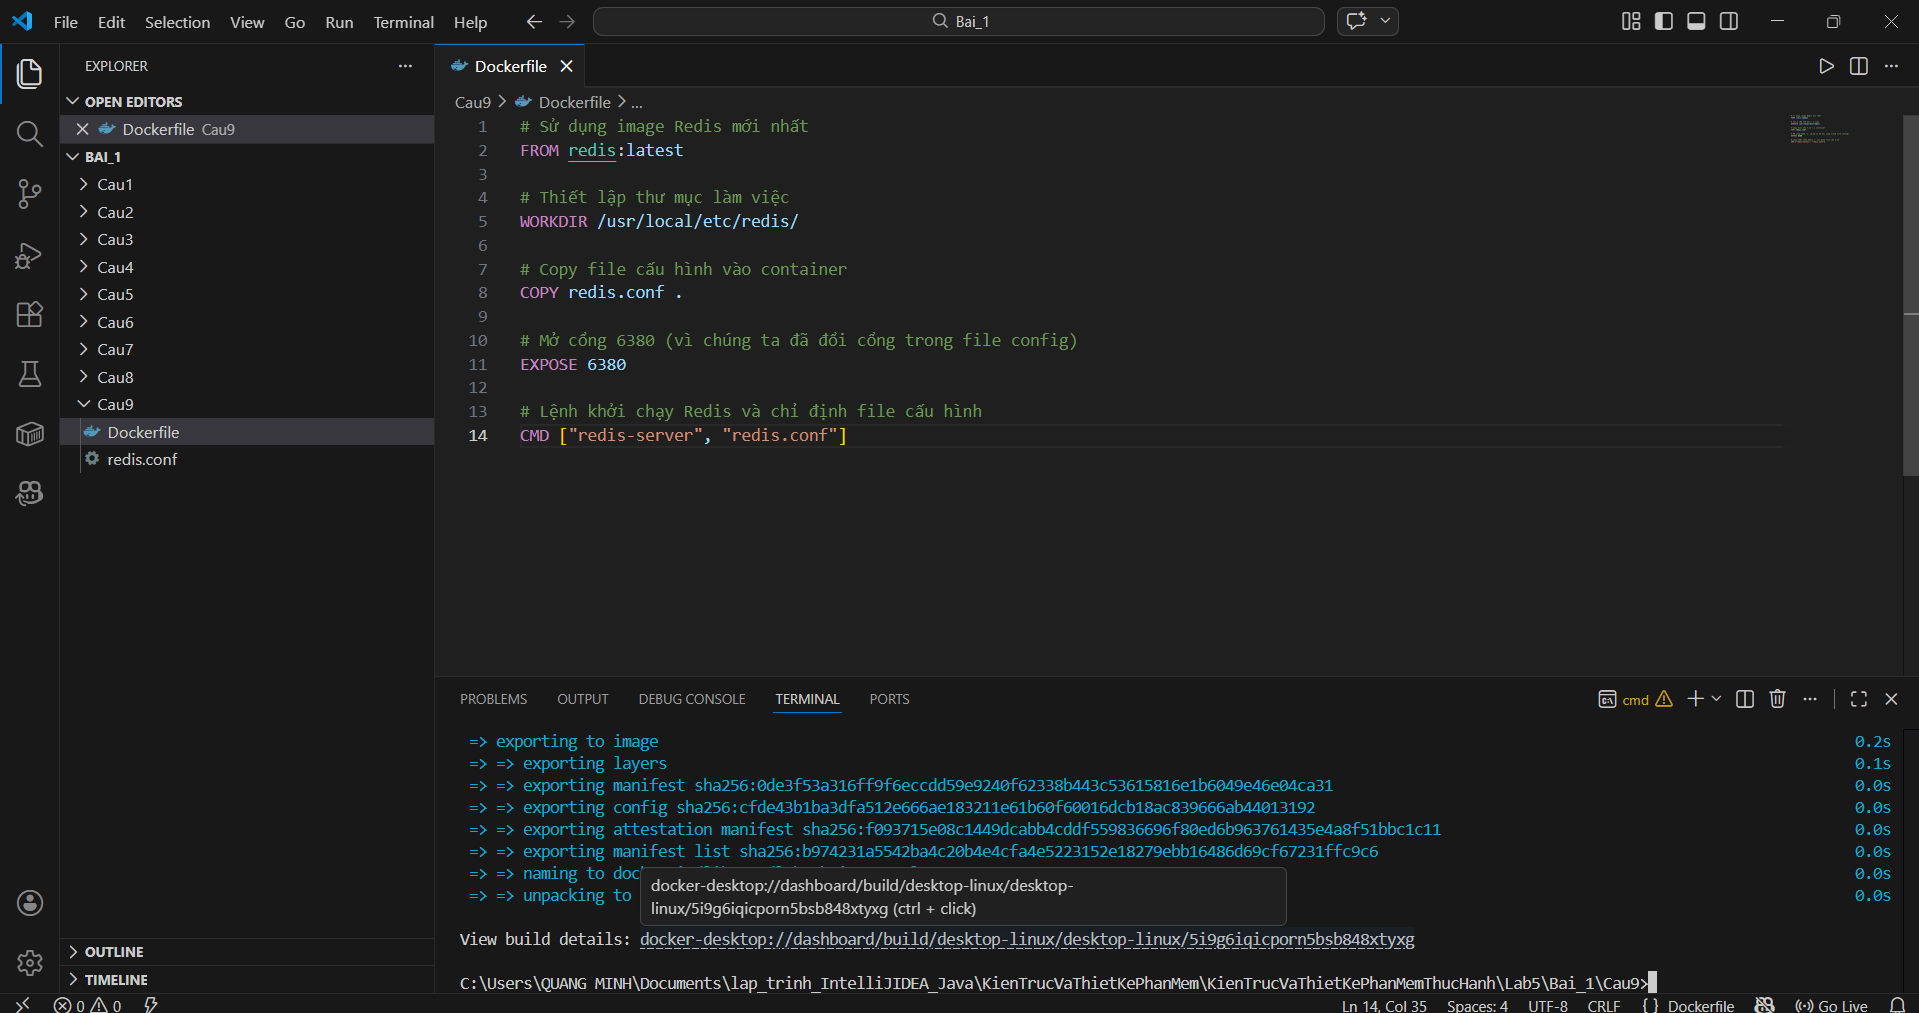 File Edit Selection View Go Run Terminal Help
Bai_1
EXPLORER
OPEN EDITORS
Dockerfile Cau9
BAI_1
Cau1
Cau2
Cau3
Cau4
Cau5
Cau6
Cau7
Cau8
Cau9
Dockerfile
redis.conf
OUTLINE
TIMELINE
Dockerfile
Cau9 > Dockerfile > ...
1 # Sử dụng image Redis mới nhất
2 FROM redis:latest
3
4 # Thiết lập thư mục làm việc
5 WORKDIR /usr/local/etc/redis/
6
7 # Copy file cấu hình vào container
8 COPY redis.conf .
9
10 # Mở cổng 6380 (vì chúng ta đã đổi cổng trong file config)
11 EXPOSE 6380
12
13 # Lệnh khởi chạy Redis và chỉ định file cấu hình
14 CMD ["redis-server", "redis.conf"]
PROBLEMS OUTPUT DEBUG CONSOLE TERMINAL PORTS
cmd
=> exporting to image 0.2s
=> => exporting layers 0.1s
=> => exporting manifest sha256:0de3f53a316ff9f6eccdd59e9240f62338b443c53615816e1b6049e46e04ca31 0.0s
=> => exporting config sha256:cfde43b1ba3dfa512e666ae183211e61b60f60016dcb18ac839666ab44013192 0.0s
=> => exporting attestation manifest sha256:f093715e08c1449dcabb4cddf559836696f80ed6b963761435e4a8f51bbc1c11 0.0s
=> => exporting manifest list sha256:b974231a5542ba4c20b4e4cfa4e5223152e18279ebb16486d69cf67231ffc9c6 0.0s
=> => naming to doc 0.0s
=> => unpacking to 0.0s
docker-desktop://dashboard/build/desktop-linux/desktop-
linux/5i9g6iqicporn5bsb848xtyxg (ctrl + click)
View build details: docker-desktop://dashboard/build/desktop-linux/desktop-linux/5i9g6iqicporn5bsb848xtyxg
C:\Users\QUANG MINH\Documents\lap_trinh_IntelliJIDEA_Java\KienTrucVaThietKePhanMem\KienTrucVaThietKePhanMemThucHanh\Lab5\Bai_1\Cau9>
0 0 Ln 14, Col 35 Spaces: 4 UTF-8 CRLF {} Dockerfile Go Live